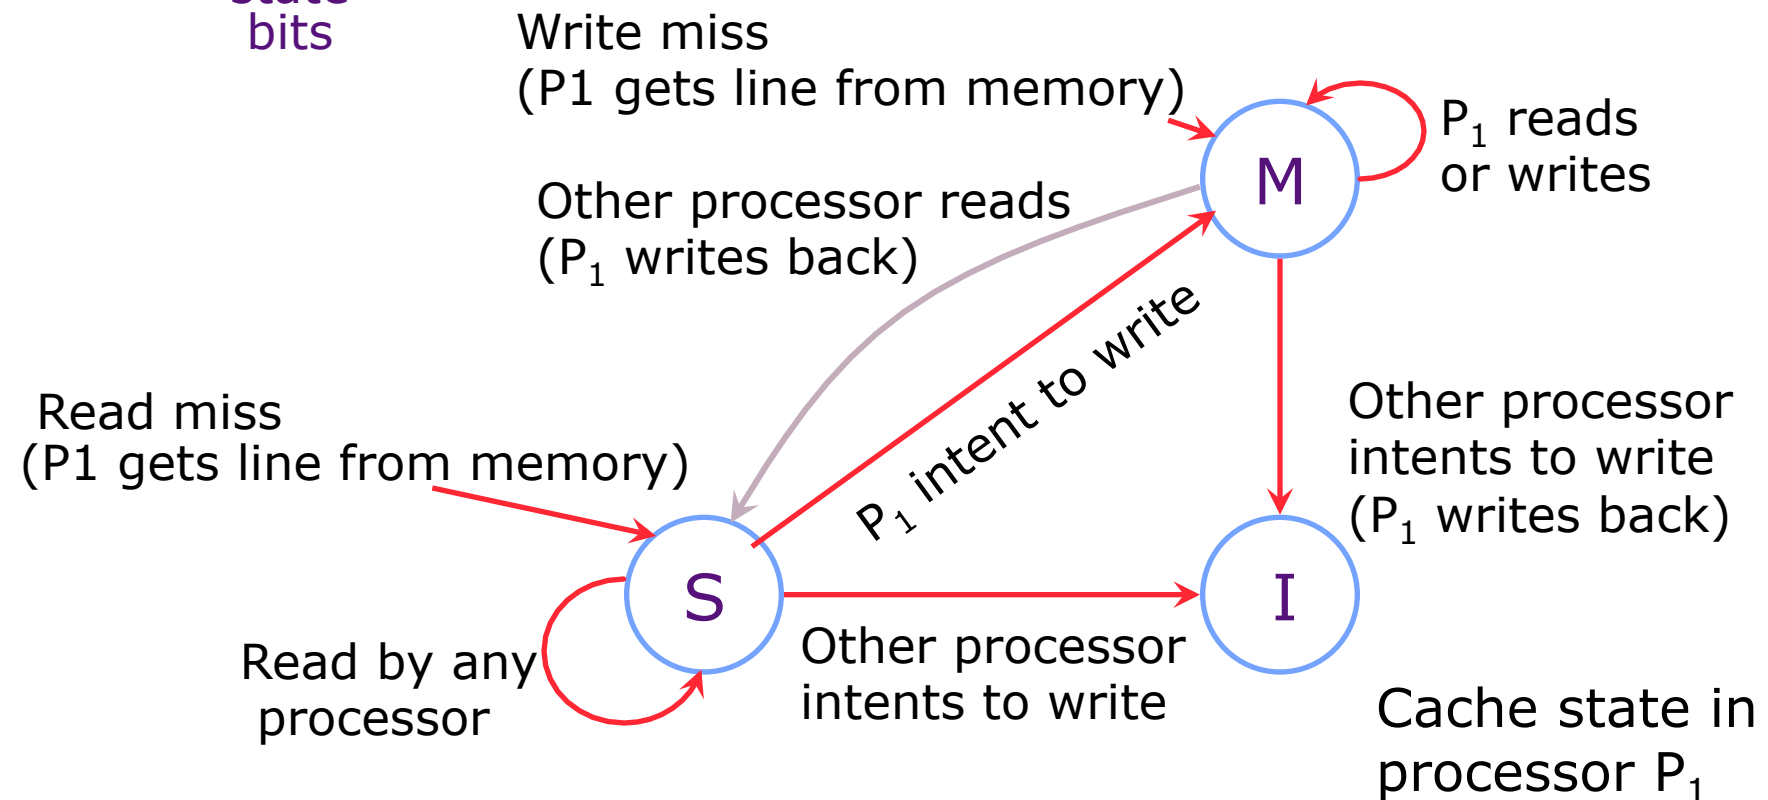 state
bits
Write miss
(P1 gets line from memory)
P₁ reads
or writes
M
Other processor reads
(P₁ writes back)
P₁ intent to write
Read miss
(P1 gets line from memory)
Other processor
intents to write
(P₁ writes back)
S
I
Read by any
processor
Other processor
intents to write
Cache state in
processor P₁